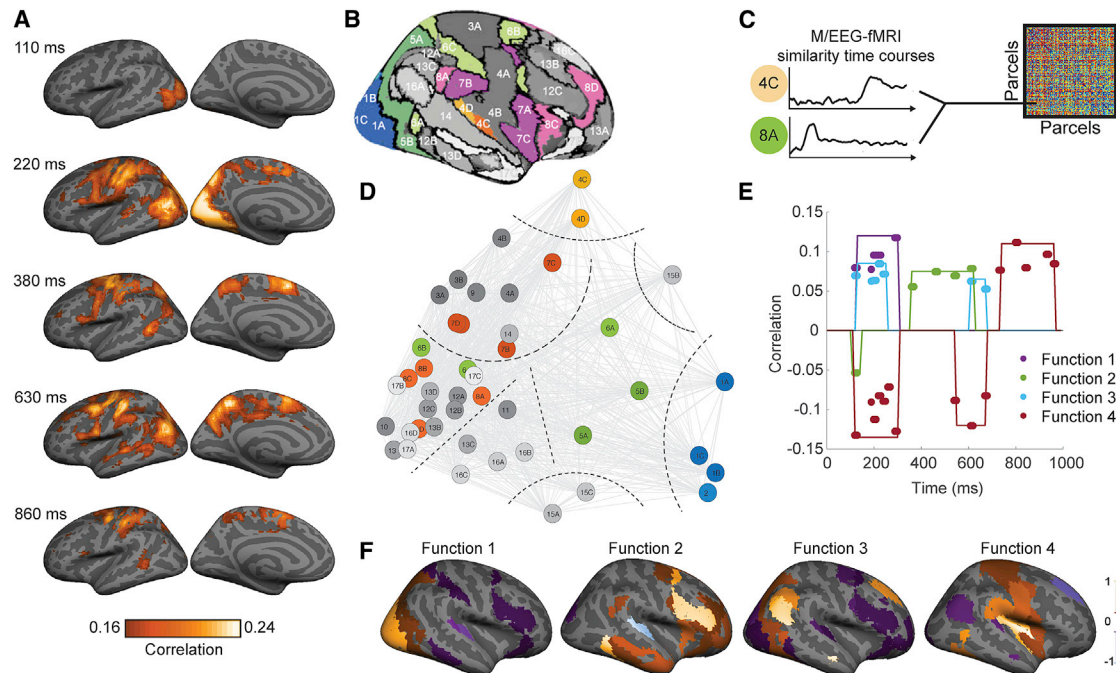 A
110 ms
220 ms
380 ms
630 ms
860 ms
0.16
0.24
Correlation
B
3A
6B
5A
6C
12A
13C
16A
8A
7B
4A
13B
12C
8D
1B
1C
1A
14
4D
4C
4B
7A
7C
8C
13A
6A
5B
12B
13D
C
M/EEG-fMRI
similarity time courses
4C
8A
Parcels
Parcels
D
4C
4D
4B
7C
15B
3B
3A
9
4A
7D
14
7B
6A
6B
8B
17C
17B
8A
1A
5B
13D
12A
12C
12B
11
10
16D
13B
5A
13
17A
13C
16B
16A
16C
15C
15A
2
E
0.15
0.1
0.05
0
-0.05
-0.1
-0.15
Correlation
0
200
400
600
800
1000
Time (ms)
Function 1
Function 2
Function 3
Function 4
F
Function 1
Function 2
Function 3
Function 4
1
0
-1